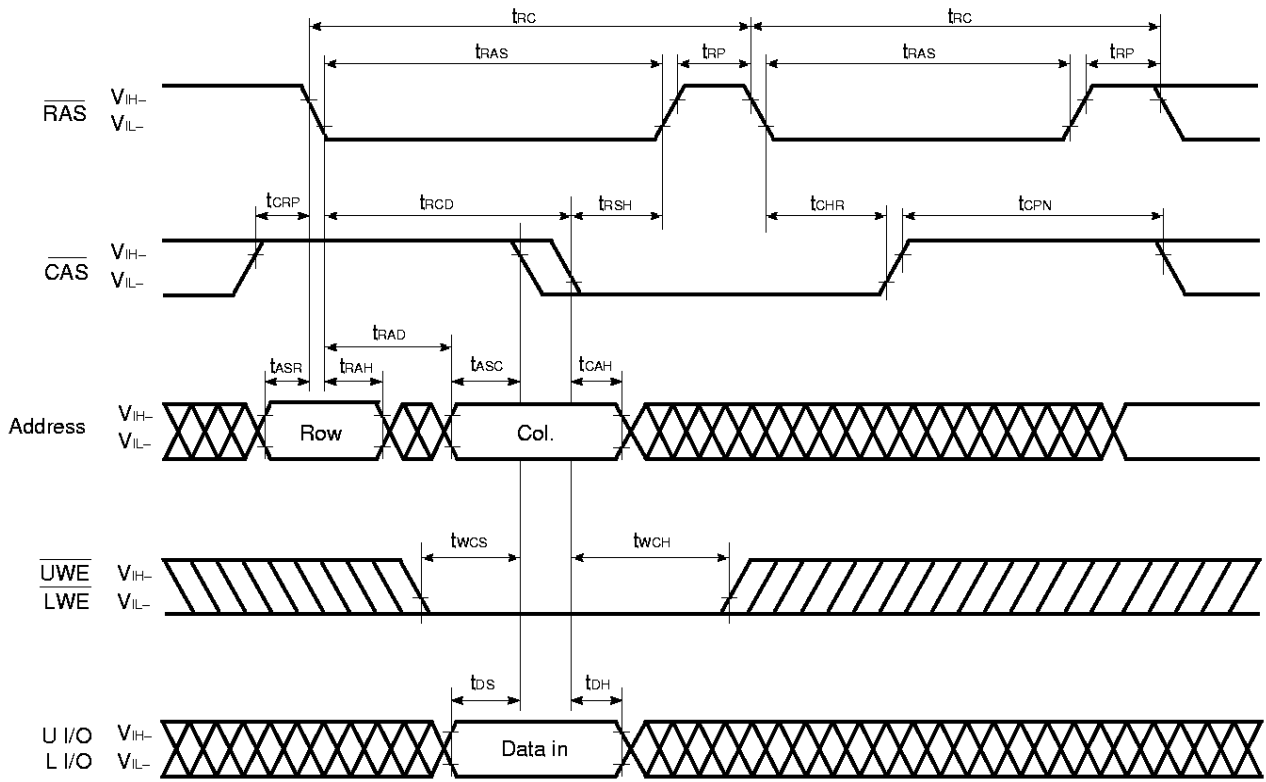 tRC tRC
tRAS tRP tRAS tRP
RAS VIH–
VIL–
tCRP tRCD tRSH tCHR tCPN
CAS VIH–
VIL–
tRAD
tASR tRAH tASC tCAH
Address VIH–
VIL–
Row Col.
tWCS tWCH
UWE VIH–
LWE VIL–
tDS tDH
U I/O VIH–
L I/O VIL–
Data in